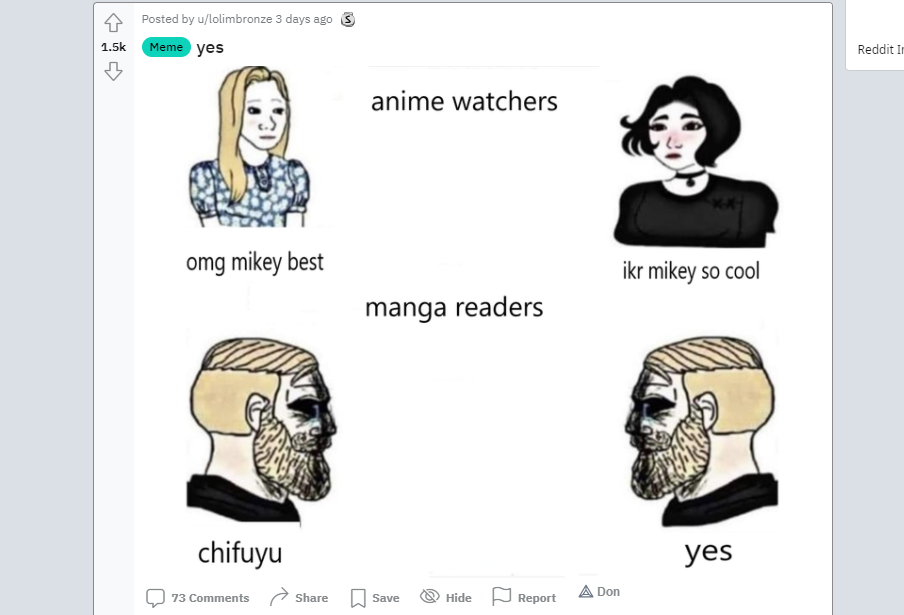 Posted by u/lolimbronze 3 days ago
1.5k
Meme yes
Reddit In
anime watchers
omg mikey best
ikr mikey so cool
manga readers
chifuyu
yes
73 Comments Share Save Hide Report Don